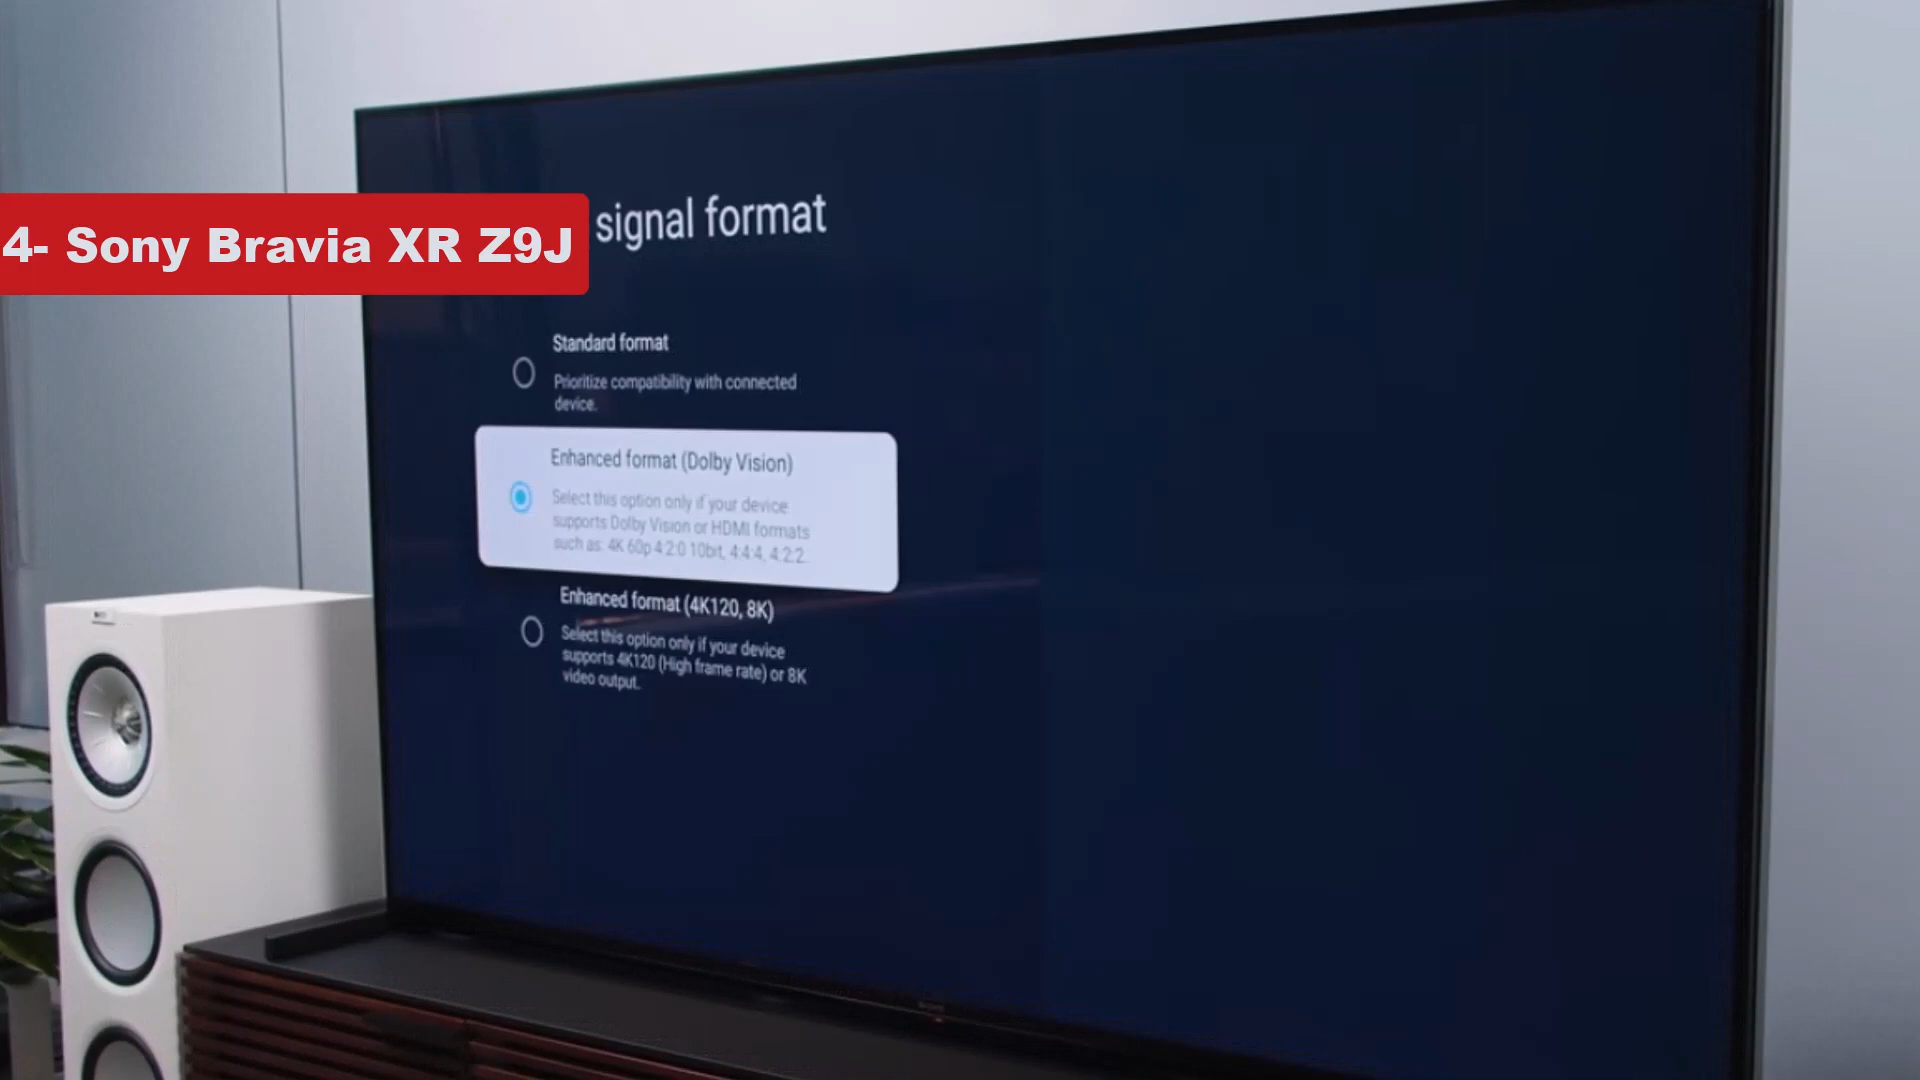 signal format
4- Sony Bravia XR Z9J
Standard format
Prioritize compatibility with connected
device.
Enhanced format (Dolby Vision)
Select this option only if your device
supports Dolby Vision or HDMI formats
such as: 4K 60p 4:2:0 10bit, 4:4:4, 4:2:2.
Enhanced format (4K120, 8K)
Select this option only if your device
supports 4K120 (High frame rate) or 8K
video output.